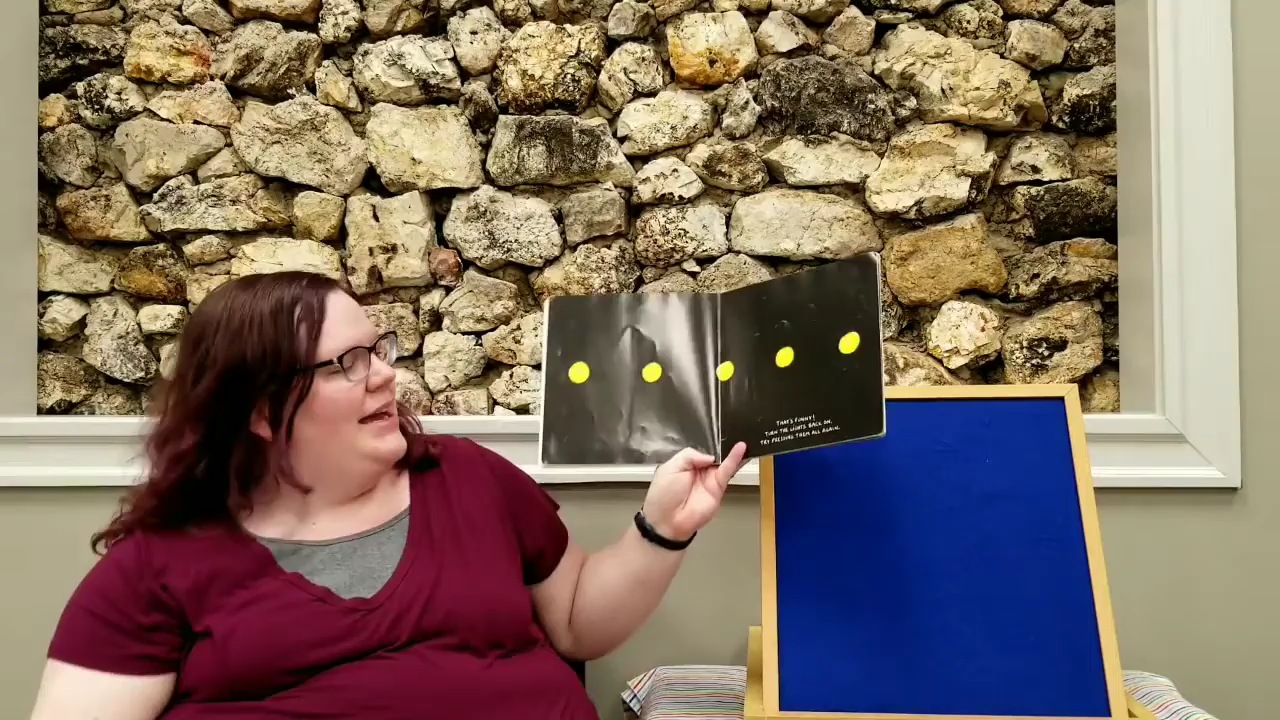 THAT'S FUNNY!
TURN THE LIGHTS BACK ON.
TRY PRESSING THEM ALL AGAIN.